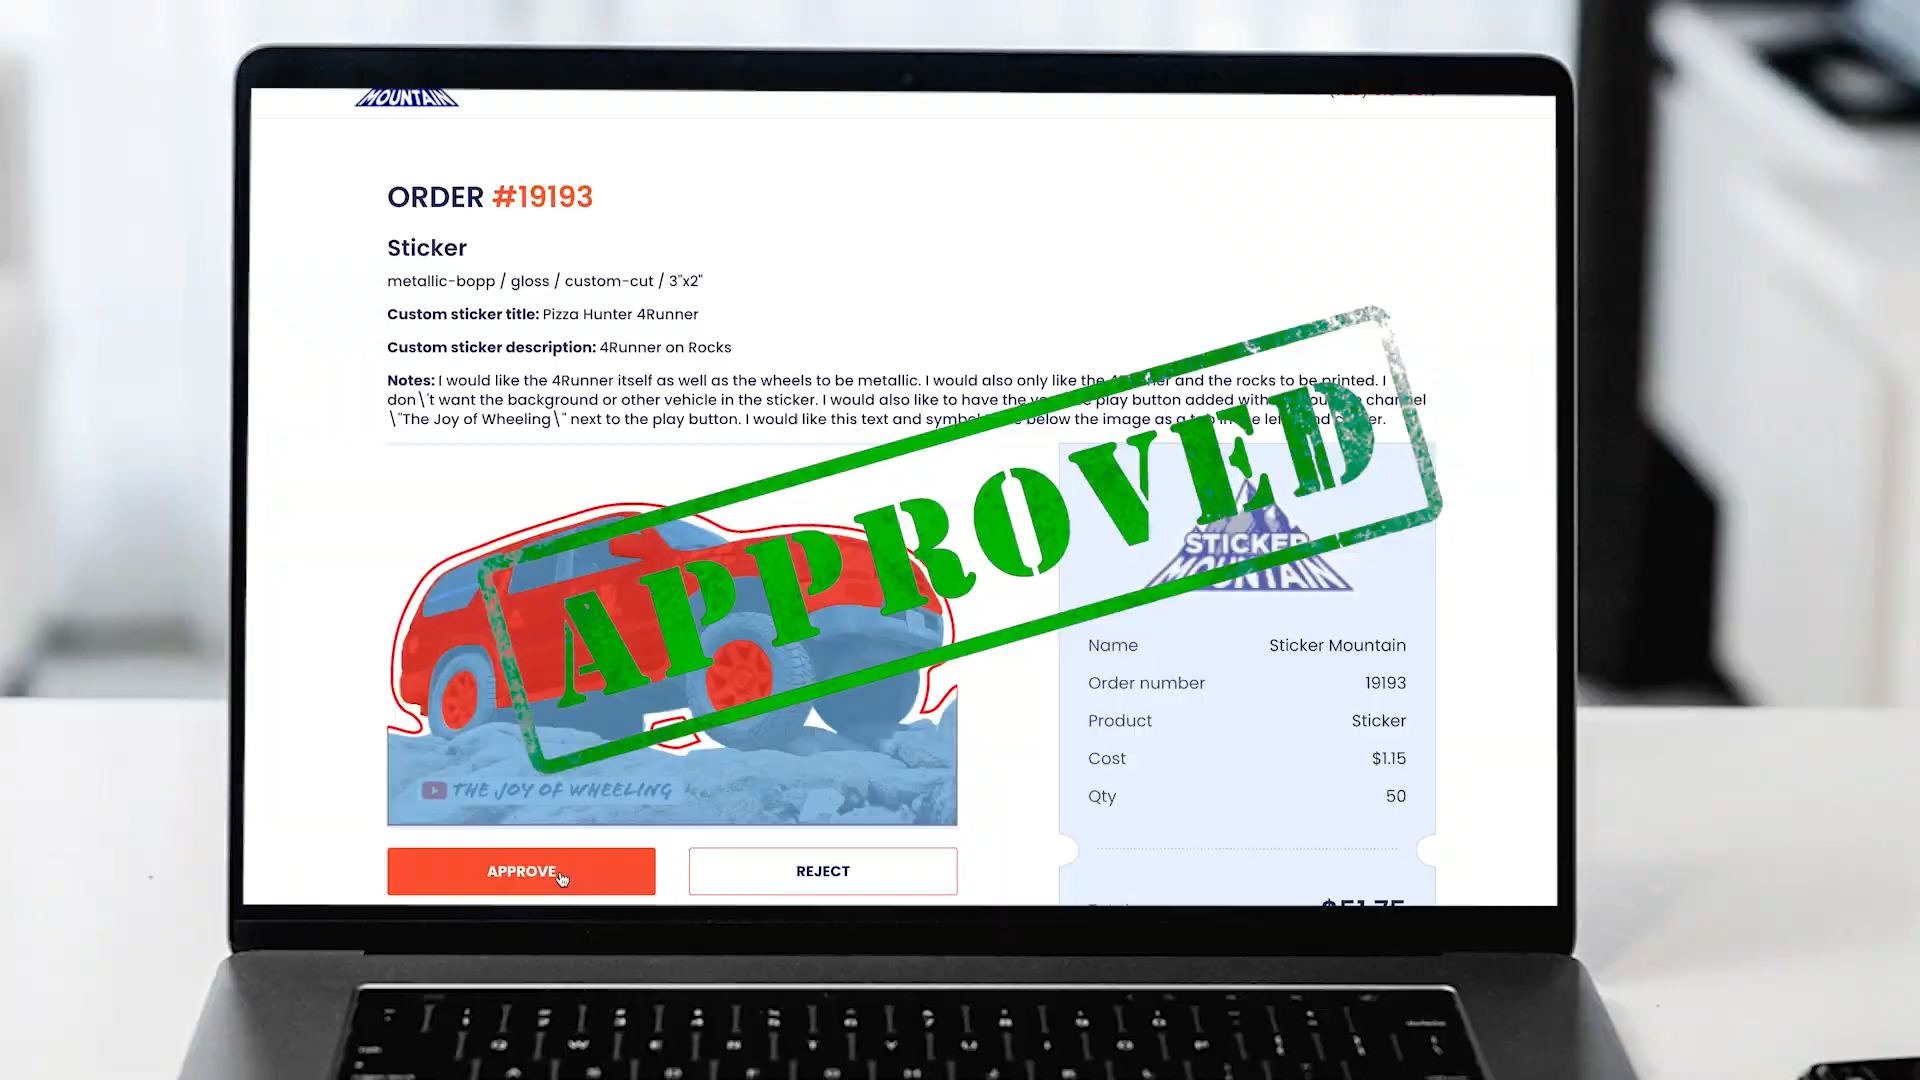 MOUNTAIN
ORDER #19193
Sticker
metallic-bopp / gloss / custom-cut / 3"x2"
Custom sticker title: Pizza Hunter 4Runner
Custom sticker description: 4Runner on Rocks
Notes: I would like the 4Runner itself as well as the wheels to be metallic. I would also only like the and the rocks to be printed. I
don\'t want the background or other vehicle in the sticker. I would also like to have the play button added with channel
\"The Joy of Wheeling\" next to the play button. I would like this text and below the image as a
APPROVED
STICKER
MOUNTAIN
Name Sticker Mountain
Order number 19193
Product Sticker
Cost $1.15
Qty 50
THE JOY OF WHEELING
APPROVE
REJECT